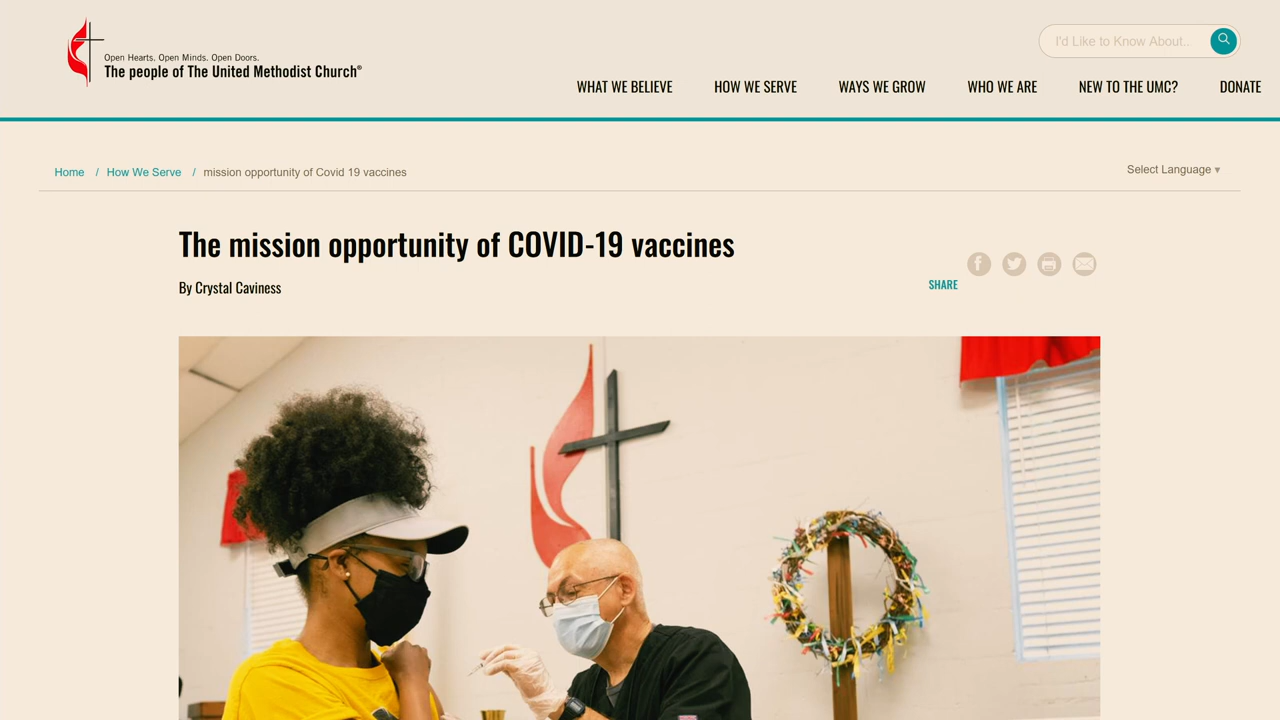 Open Hearts. Open Minds. Open Doors.
The people of The United Methodist Church®
I'd Like to Know About..
WHAT WE BELIEVE
HOW WE SERVE
WAYS WE GROW
WHO WE ARE
NEW TO THE UMC?
DONATE
Home / How We Serve / mission opportunity of Covid 19 vaccines
Select Language ▼
The mission opportunity of COVID-19 vaccines
By Crystal Caviness
SHARE